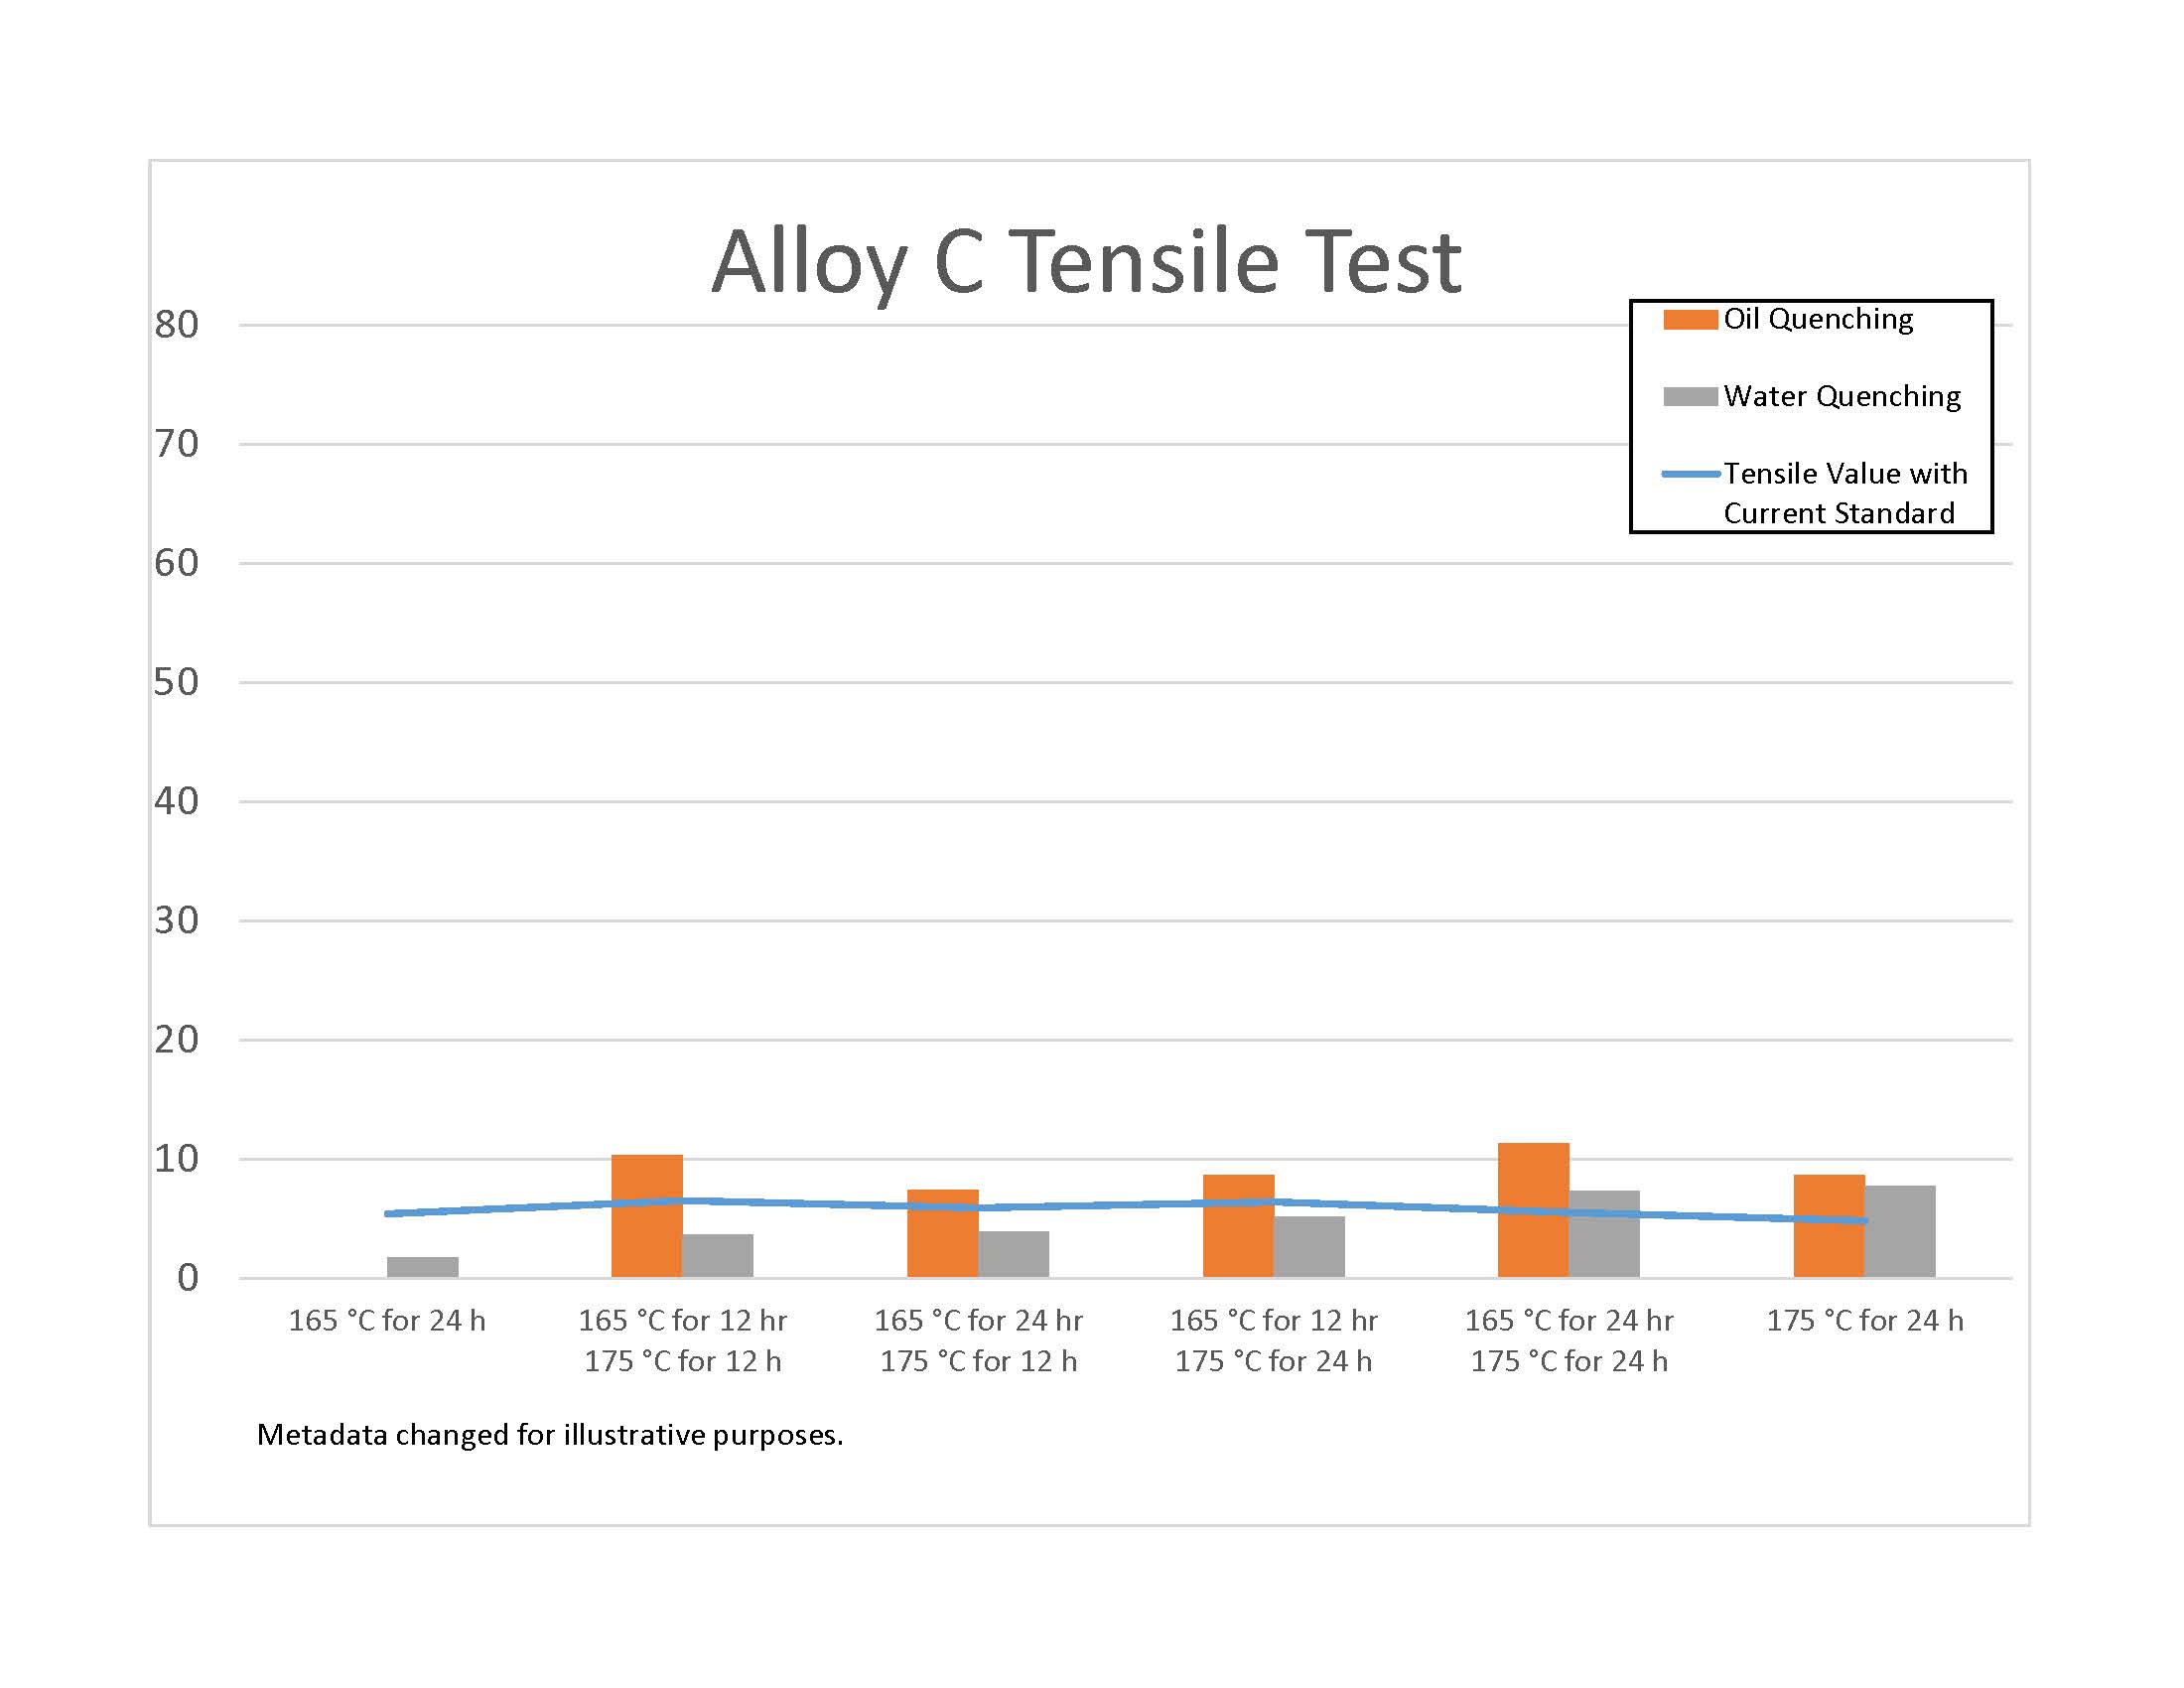 Alloy C Tensile Test
Oil Quenching
Water Quenching
Tensile Value with
Current Standard
80
70
60
50
40
30
20
10
0
165 °C for 24 h
165 °C for 12 hr
175 °C for 12 h
165 °C for 24 hr
175 °C for 12 h
165 °C for 12 hr
175 °C for 24 h
165 °C for 24 hr
175 °C for 24 h
175 °C for 24 h
Metadata changed for illustrative purposes.